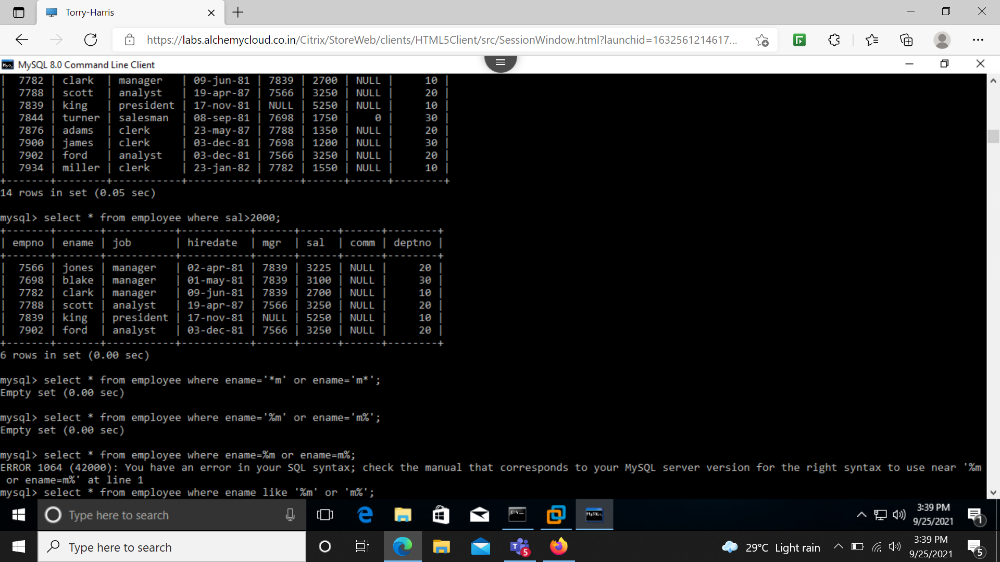 Torry-Harris
https://labs.alchemycloud.co.in/Citrix/StoreWeb/clients/HTML5Client/src/SessionWindow.html?launchid=1632561214617...
MySQL 8.0 Command Line Client
| 7782 | clark | manager | 09-jun-81 | 7839 | 2700 | NULL | 10 |
| 7788 | scott | analyst | 19-apr-87 | 7566 | 3250 | NULL | 20 |
| 7839 | king | president | 17-nov-81 | NULL | 5250 | NULL | 10 |
| 7844 | turner | salesman | 08-sep-81 | 7698 | 1750 | 0 | 30 |
| 7876 | adams | clerk | 23-may-87 | 7788 | 1350 | NULL | 20 |
| 7900 | james | clerk | 03-dec-81 | 7698 | 1200 | NULL | 30 |
| 7902 | ford | analyst | 03-dec-81 | 7566 | 3250 | NULL | 20 |
| 7934 | miller | clerk | 23-jan-82 | 7782 | 1550 | NULL | 10 |
+-------+--------+-----------+-----------+------+------+------+--------+
14 rows in set (0.05 sec)
mysql> select * from employee where sal>2000;
+-------+-------+-----------+-----------+------+------+------+--------+
| empno | ename | job | hiredate | mgr | sal | comm | deptno |
+-------+-------+-----------+-----------+------+------+------+--------+
| 7566 | jones | manager | 02-apr-81 | 7839 | 3225 | NULL | 20 |
| 7698 | blake | manager | 01-may-81 | 7839 | 3100 | NULL | 30 |
| 7782 | clark | manager | 09-jun-81 | 7839 | 2700 | NULL | 10 |
| 7788 | scott | analyst | 19-apr-87 | 7566 | 3250 | NULL | 20 |
| 7839 | king | president | 17-nov-81 | NULL | 5250 | NULL | 10 |
| 7902 | ford | analyst | 03-dec-81 | 7566 | 3250 | NULL | 20 |
+-------+-------+-----------+-----------+------+------+------+--------+
6 rows in set (0.00 sec)
mysql> select * from employee where ename='*m' or ename='m*';
Empty set (0.00 sec)
mysql> select * from employee where ename='%m' or ename='m%';
Empty set (0.00 sec)
mysql> select * from employee where ename=%m or ename=m%;
ERROR 1064 (42000): You have an error in your SQL syntax; check the manual that corresponds to your MySQL server version for the right syntax to use near '%m
or ename=m%' at line 1
mysql> select * from employee where ename like '%m' or 'm%';
Type here to search
3:39 PM
9/25/2021
1
Type here to search
5
29°C Light rain
3:39 PM
9/25/2021
5